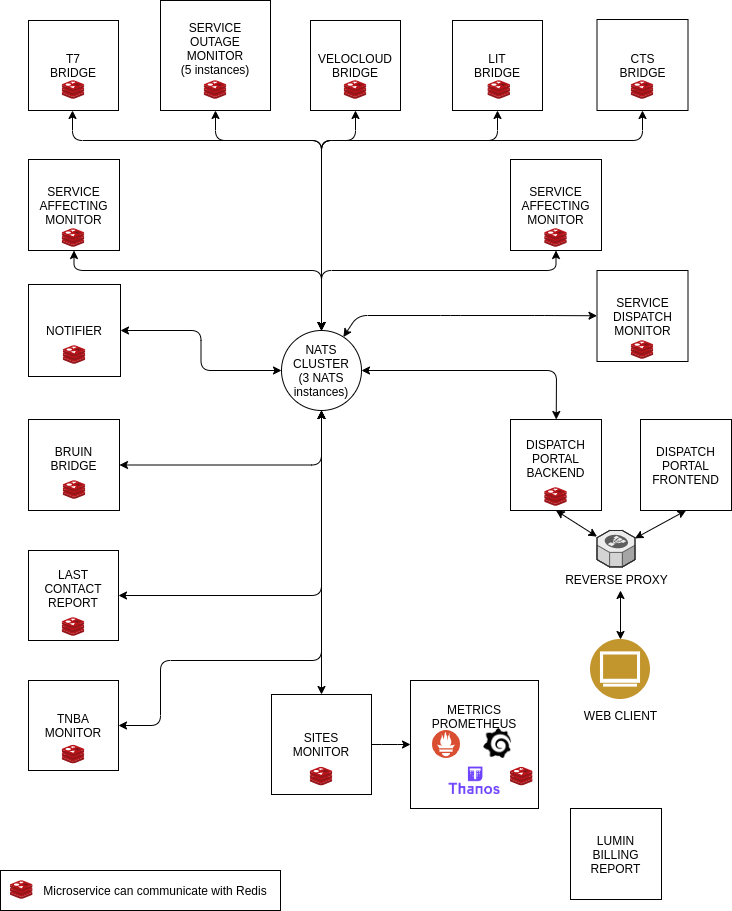 T7
BRIDGE
SERVICE
OUTAGE
MONITOR
(5 instances)
VELOCLOUD
BRIDGE
LIT
BRIDGE
CTS
BRIDGE
SERVICE
AFFECTING
MONITOR
SERVICE
AFFECTING
MONITOR
NOTIFIER
NATS
CLUSTER
(3 NATS
instances)
SERVICE
DISPATCH
MONITOR
BRUIN
BRIDGE
DISPATCH
PORTAL
BACKEND
DISPATCH
PORTAL
FRONTEND
REVERSE PROXY
LAST
CONTACT
REPORT
WEB CLIENT
TNBA
MONITOR
SITES
MONITOR
METRICS
PROMETHEUS
Thanos
LUMIN
BILLING
REPORT
Microservice can communicate with Redis